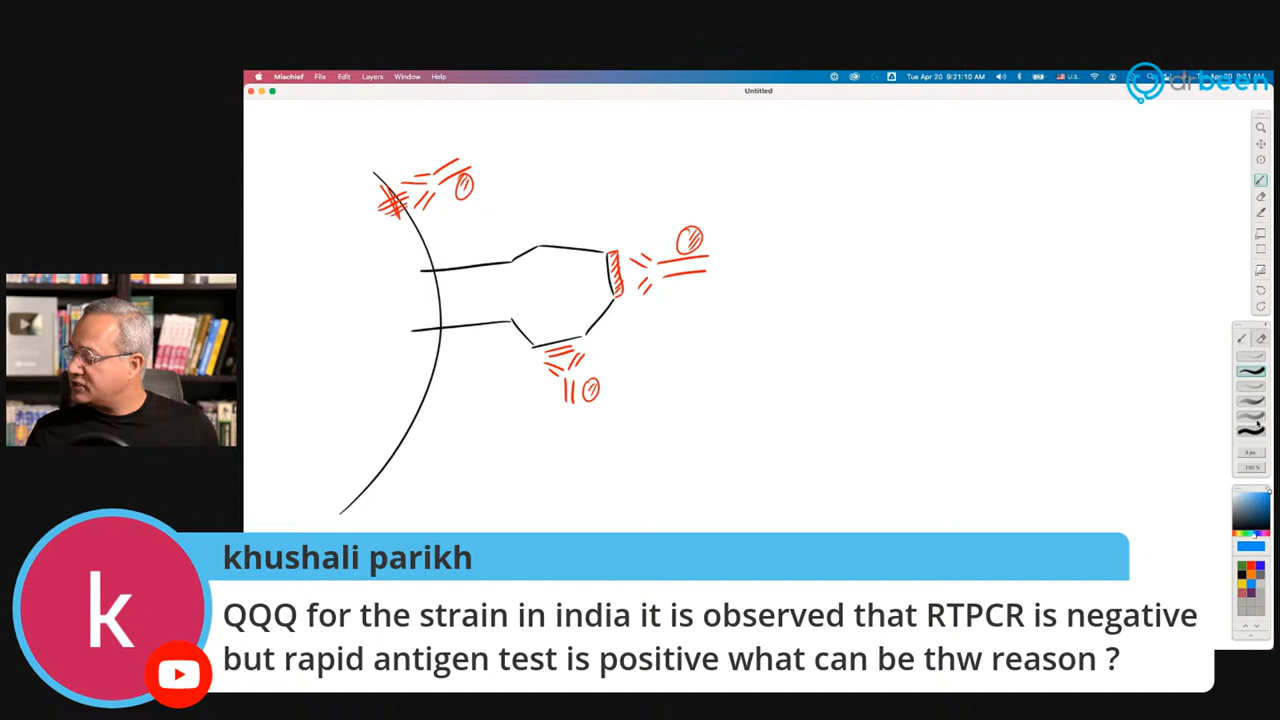 Mischief File Edit Layers Window Help
Tue Apr 20 9:21:10 AM
U.S.
Untitled
drbeen
100%
k
khushali parikh
QQQ for the strain in india it is observed that RTPCR is negative
but rapid antigen test is positive what can be thw reason ?